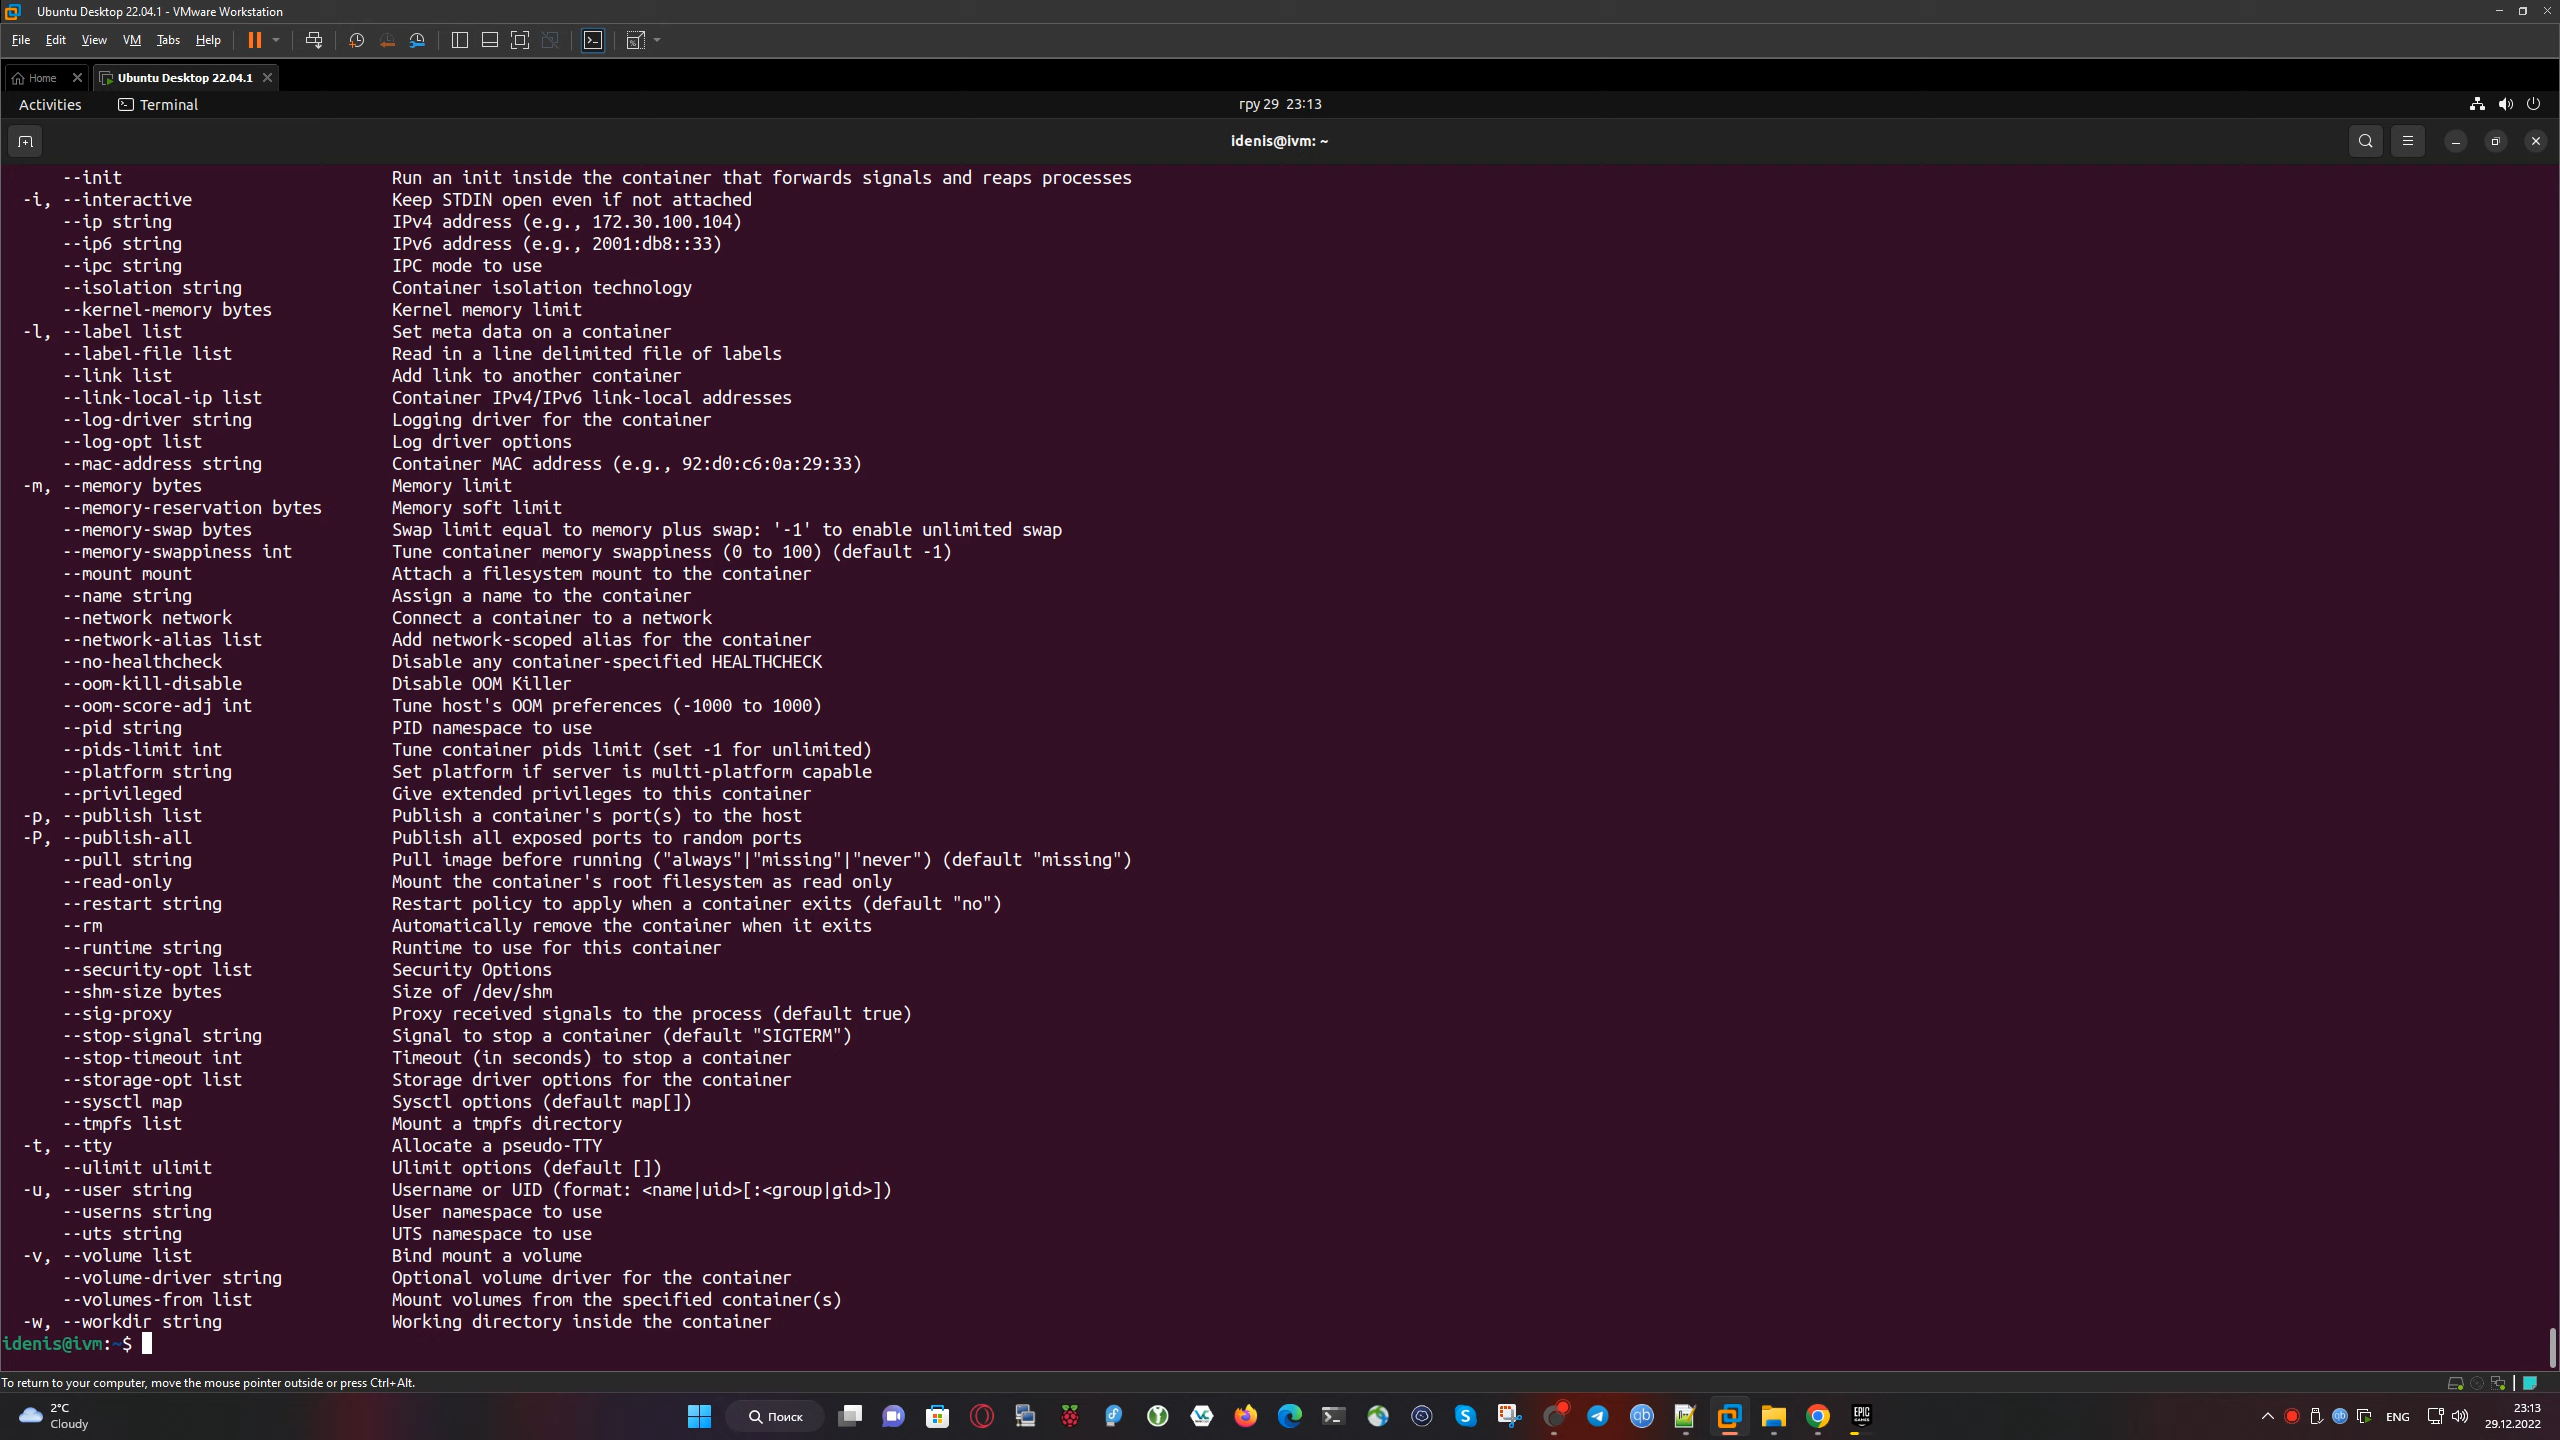 Ubuntu Desktop 22.04.1 - VMware Workstation
File Edit View VM Tabs Help
Home Ubuntu Desktop 22.04.1
Activities Terminal гру 29 23:13
idenis@ivm: ~
--init Run an init inside the container that forwards signals and reaps processes
-i, --interactive Keep STDIN open even if not attached
--ip string IPv4 address (e.g., 172.30.100.104)
--ip6 string IPv6 address (e.g., 2001:db8::33)
--ipc string IPC mode to use
--isolation string Container isolation technology
--kernel-memory bytes Kernel memory limit
-l, --label list Set meta data on a container
--label-file list Read in a line delimited file of labels
--link list Add link to another container
--link-local-ip list Container IPv4/IPv6 link-local addresses
--log-driver string Logging driver for the container
--log-opt list Log driver options
--mac-address string Container MAC address (e.g., 92:d0:c6:0a:29:33)
-m, --memory bytes Memory limit
--memory-reservation bytes Memory soft limit
--memory-swap bytes Swap limit equal to memory plus swap: '-1' to enable unlimited swap
--memory-swappiness int Tune container memory swappiness (0 to 100) (default -1)
--mount mount Attach a filesystem mount to the container
--name string Assign a name to the container
--network network Connect a container to a network
--network-alias list Add network-scoped alias for the container
--no-healthcheck Disable any container-specified HEALTHCHECK
--oom-kill-disable Disable OOM Killer
--oom-score-adj int Tune host's OOM preferences (-1000 to 1000)
--pid string PID namespace to use
--pids-limit int Tune container pids limit (set -1 for unlimited)
--platform string Set platform if server is multi-platform capable
--privileged Give extended privileges to this container
-p, --publish list Publish a container's port(s) to the host
-P, --publish-all Publish all exposed ports to random ports
--pull string Pull image before running ("always"|"missing"|"never") (default "missing")
--read-only Mount the container's root filesystem as read only
--restart string Restart policy to apply when a container exits (default "no")
--rm Automatically remove the container when it exits
--runtime string Runtime to use for this container
--security-opt list Security Options
--shm-size bytes Size of /dev/shm
--sig-proxy Proxy received signals to the process (default true)
--stop-signal string Signal to stop a container (default "SIGTERM")
--stop-timeout int Timeout (in seconds) to stop a container
--storage-opt list Storage driver options for the container
--sysctl map Sysctl options (default map[])
--tmpfs list Mount a tmpfs directory
-t, --tty Allocate a pseudo-TTY
--ulimit ulimit Ulimit options (default [])
-u, --user string Username or UID (format: <name|uid>[:<group|gid>])
--userns string User namespace to use
--uts string UTS namespace to use
-v, --volume list Bind mount a volume
--volume-driver string Optional volume driver for the container
--volumes-from list Mount volumes from the specified container(s)
-w, --workdir string Working directory inside the container
idenis@ivm:~$
To return to your computer, move the mouse pointer outside or press Ctrl+Alt.
2°C
Cloudy
Поиск
EPIC GAMES
ENG
23:13
29.12.2022